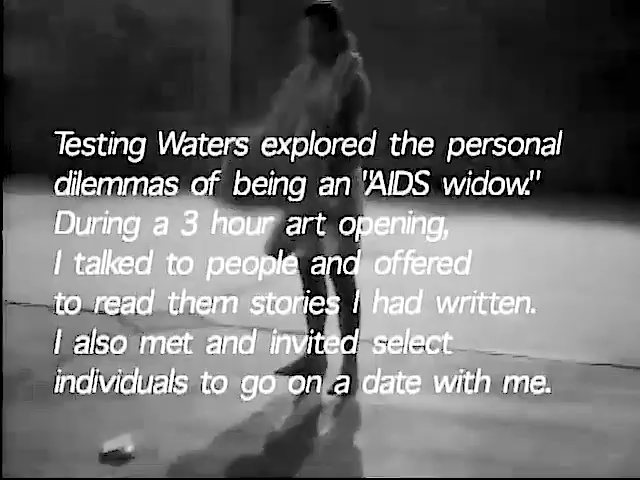 Testing Waters explored the personal
dilemmas of being an "AIDS widow."
During a 3 hour art opening,
I talked to people and offered
to read them stories I had written.
I also met and invited select
individuals to go on a date with me.